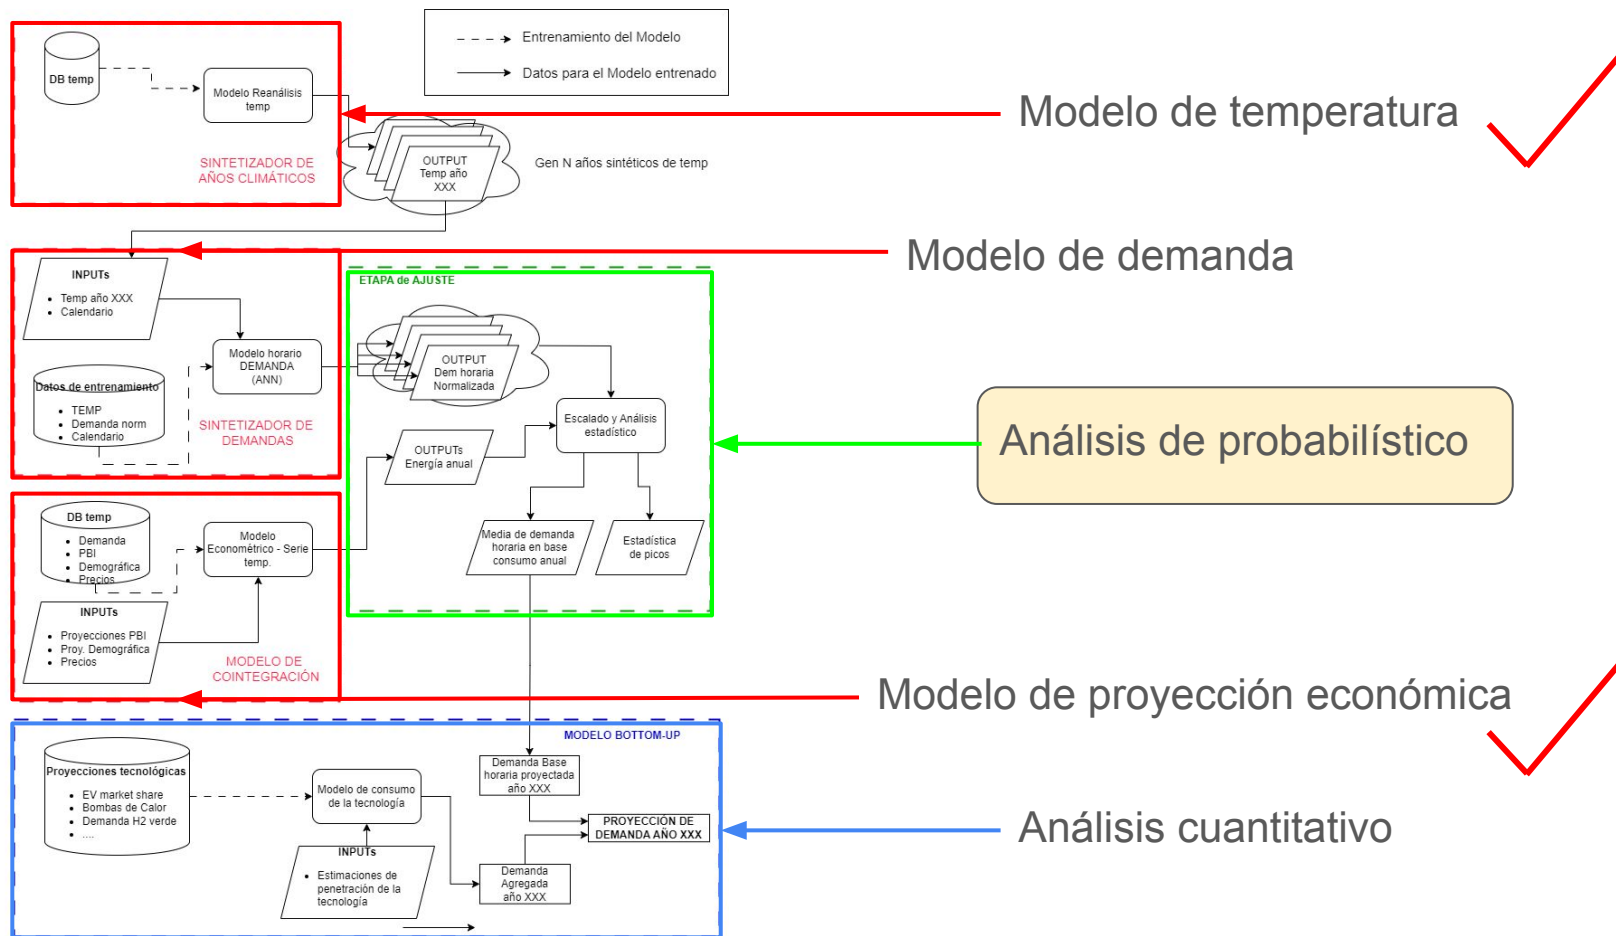 Entrenamiento del Modelo
Datos para el Modelo entrenado
DB temp
Modelo Reanálisis
temp
SINTETIZADOR DE
AÑOS CLIMÁTICOS
OUTPUT
Temp año
XXX
Gen N años sintéticos de temp
Modelo de temperatura
Modelo de demanda
INPUTs
Temp año XXX
Calendario
Modelo horario
DEMANDA
(ANN)
Datos de entrenamiento
TEMP
Demanda norm
Calendario
SINTETIZADOR DE
DEMANDAS
ETAPA de AJUSTE
OUTPUT
Dem horaria
Normalizada
Escalado y Análisis
estadístico
OUTPUTs
Energía anual
Media de demanda
horaria en base
consumo anual
Estadística
de picos
Análisis de probabilístico
DB temp
Demanda
PBI
Demográfica
Precios
Modelo
Econométrico - Serie
temp.
INPUTs
Proyecciones PBI
Proy. Demográfica
Precios
MODELO DE
COINTEGRACIÓN
Modelo de proyección económica
MODELO BOTTOM-UP
Proyecciones tecnológicas
EV market share
Bombas de Calor
Demanda H2 verde
....
Modelo de consumo
de la tecnología
INPUTs
Estimaciones de
penetración de la
tecnología
Demanda Base
horaria proyectada
año XXX
PROYECCIÓN DE
DEMANDA AÑO XXX
Demanda
Agregada
año XXX
Análisis cuantitativo